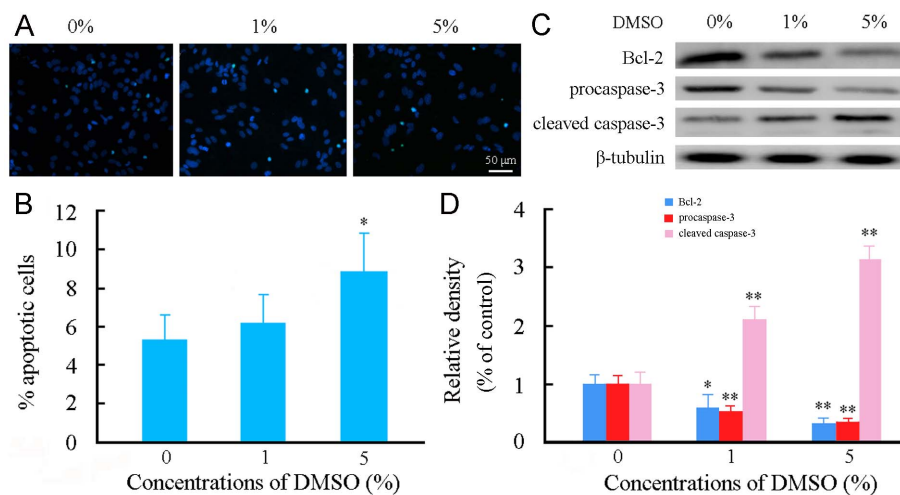 A
0% 1% 5%
50 μm
B
12
10
8
6
4
2
0
% apoptotic cells
*
0 1 5
Concentrations of DMSO (%)
C
DMSO 0% 1% 5%
Bcl-2
procaspase-3
cleaved caspase-3
β-tubulin
D
Bcl-2
procaspase-3
cleaved caspase-3
4
3
2
1
0
Relative density
(% of control)
* ** **
** ** **
0 1 5
Concentrations of DMSO (%)